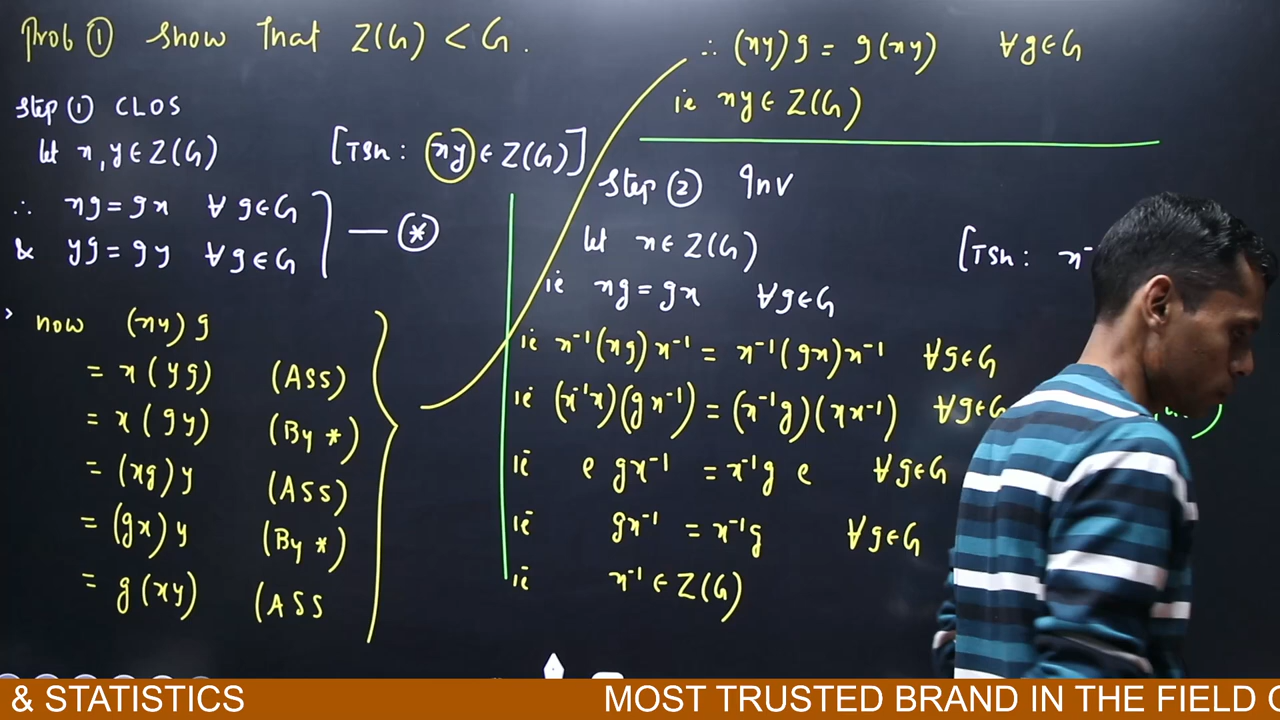 Prob ① Show that Z(G) < G.
Step ① CLOS
let x, y ∈ Z(G) [TSh: xy ∈ Z(G)]
∴ xg = gx ∀ g∈G
& yg = gy ∀ g∈G — (*)
now (xy) g
= x(yg) (ASS)
= x(gy) (By *)
= (xg) y (ASS)
= (gx) y (By *)
= g(xy) (ASS
∴ (xy) g = g(xy) ∀ g∈G
ie xy ∈ Z(G)
Step ② Inv
let x ∈ Z(G) [TSh: x⁻
ie xg = gx ∀g∈G
ie x⁻¹(xg)x⁻¹ = x⁻¹(gx)x⁻¹ ∀g∈G
ie (x⁻¹x)(gx⁻¹) = (x⁻¹g)(xx⁻¹) ∀g∈G
ie e gx⁻¹ = x⁻¹g e ∀g∈G
ie gx⁻¹ = x⁻¹g ∀g∈G
ie x⁻¹ ∈ Z(G)
& STATISTICS MOST TRUSTED BRAND IN THE FIELD